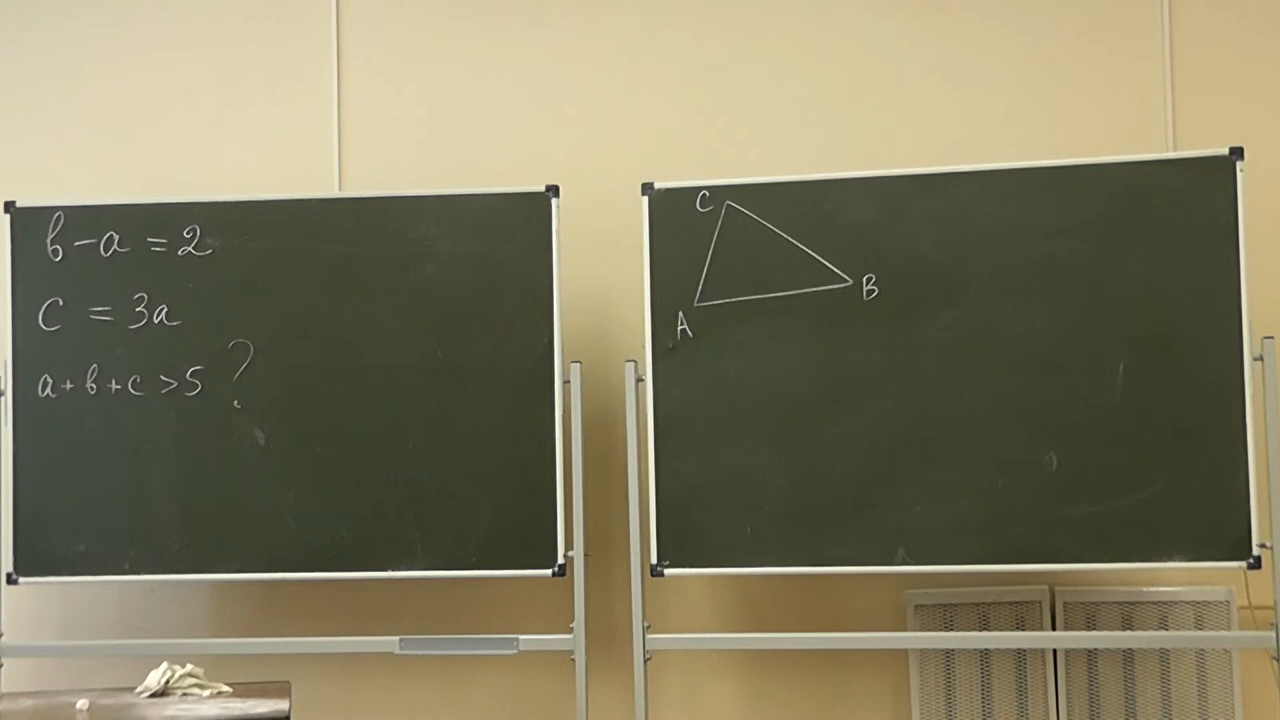 b - a = 2
c = 3a
a + b + c > 5 ?
C
B
A